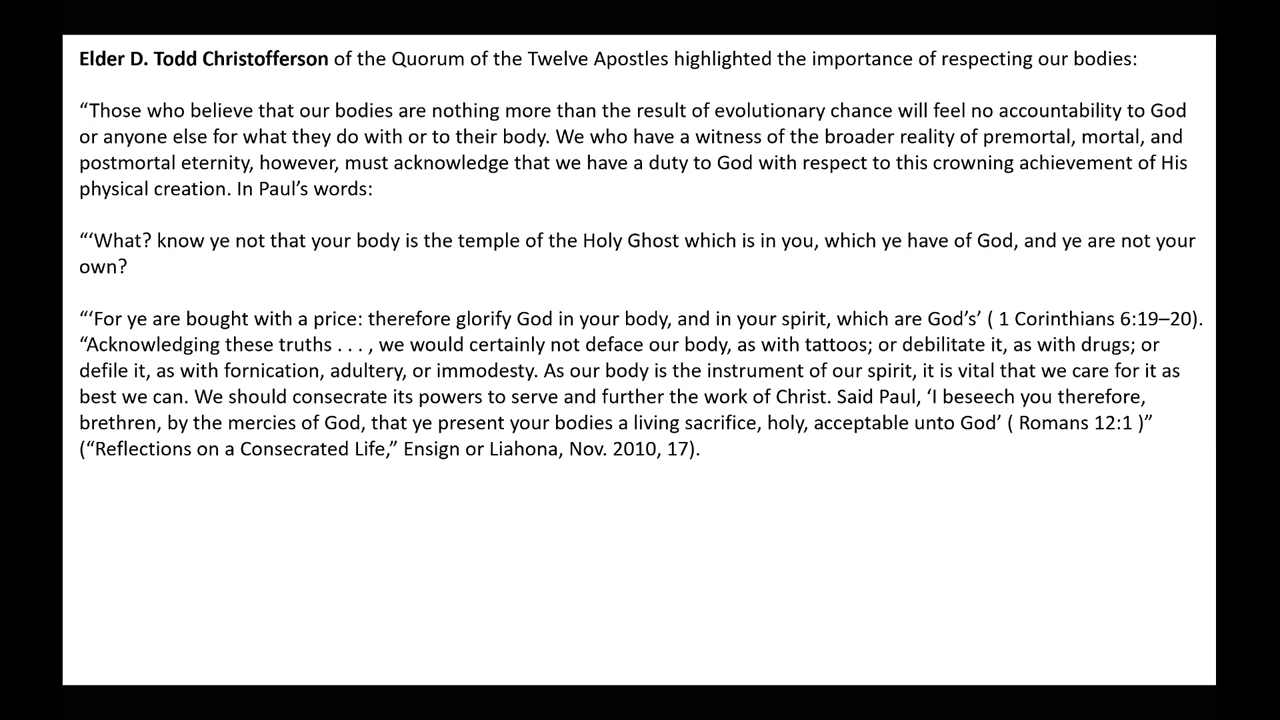 Elder D. Todd Christofferson of the Quorum of the Twelve Apostles highlighted the importance of respecting our bodies:
“Those who believe that our bodies are nothing more than the result of evolutionary chance will feel no accountability to God
or anyone else for what they do with or to their body. We who have a witness of the broader reality of premortal, mortal, and
postmortal eternity, however, must acknowledge that we have a duty to God with respect to this crowning achievement of His
physical creation. In Paul’s words:
“‘What? know ye not that your body is the temple of the Holy Ghost which is in you, which ye have of God, and ye are not your
own?
“‘For ye are bought with a price: therefore glorify God in your body, and in your spirit, which are God’s’ ( 1 Corinthians 6:19–20).
“Acknowledging these truths . . . , we would certainly not deface our body, as with tattoos; or debilitate it, as with drugs; or
defile it, as with fornication, adultery, or immodesty. As our body is the instrument of our spirit, it is vital that we care for it as
best we can. We should consecrate its powers to serve and further the work of Christ. Said Paul, ‘I beseech you therefore,
brethren, by the mercies of God, that ye present your bodies a living sacrifice, holy, acceptable unto God’ ( Romans 12:1 )”
(“Reflections on a Consecrated Life,” Ensign or Liahona, Nov. 2010, 17).